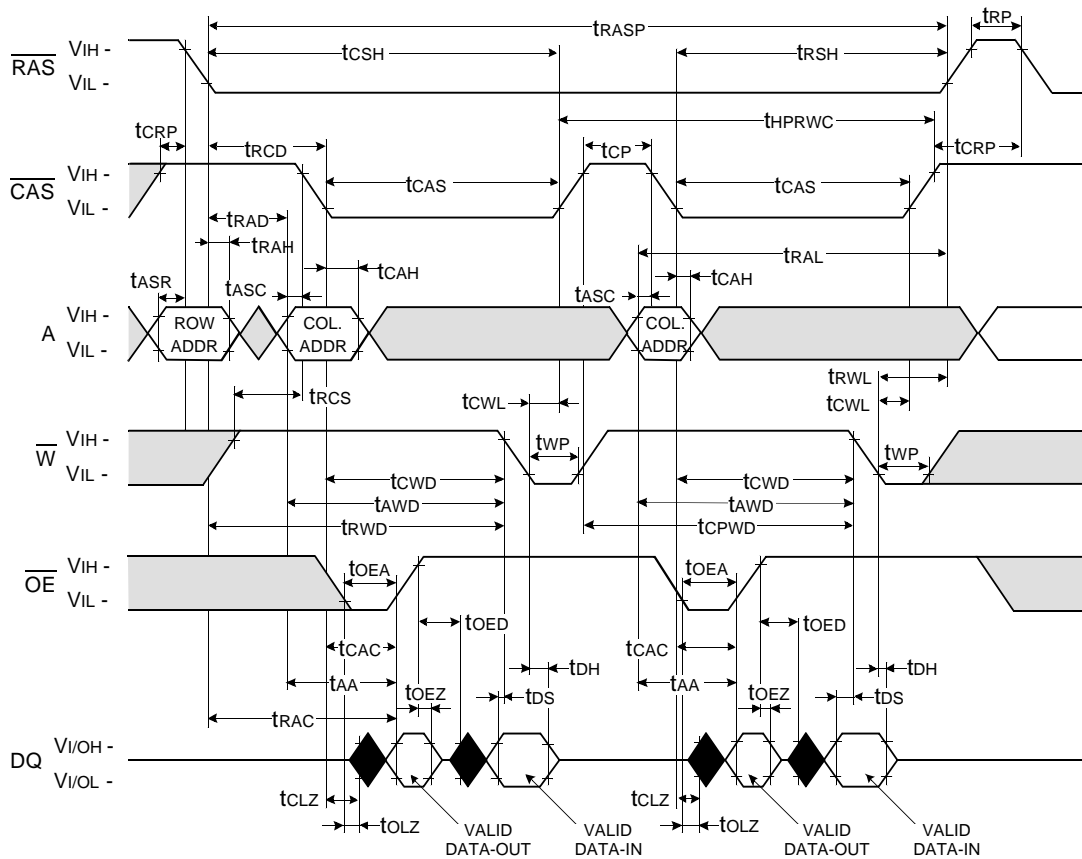 tRASP
tRP
VIH -
tCSH
tRSH
RAS
VIL -
tHPRWC
tCRP
tRCD
tCP
tCRP
VIH -
tCAS
tCAS
CAS
VIL -
tRAD
tRAH
tCAH
tRAL
tCAH
tASR
tASC
tASC
VIH -
ROW
ADDR
COL.
ADDR
COL.
ADDR
A
VIL -
tRWL
tRCS
tCWL
tCWL
VIH -
tWP
tWP
W
VIL -
tCWD
tCWD
tAWD
tAWD
tRWD
tCPWD
VIH -
tOEA
tOEA
OE
VIL -
tOED
tOED
tCAC
tCAC
tDH
tDH
tAA
tAA
tOEZ
tDS
tOEZ
tDS
tRAC
VI/OH -
DQ
VI/OL -
tCLZ
tCLZ
tOLZ
tOLZ
VALID
DATA-OUT
VALID
DATA-IN
VALID
DATA-OUT
VALID
DATA-IN